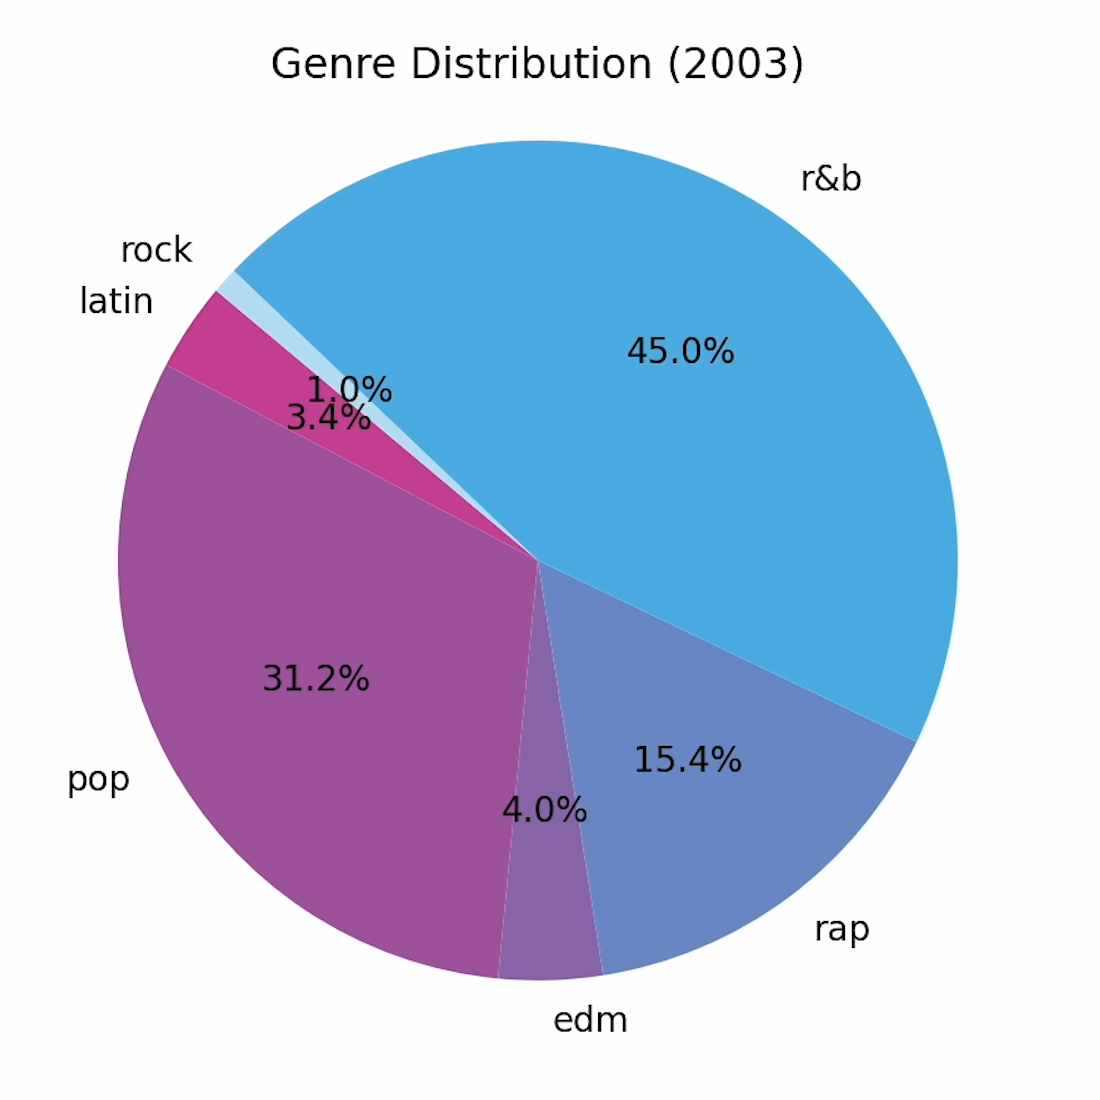 Genre Distribution (2003)
r&b
rock
latin
45.0%
1.0%
3.4%
31.2%
15.4%
pop
4.0%
rap
edm